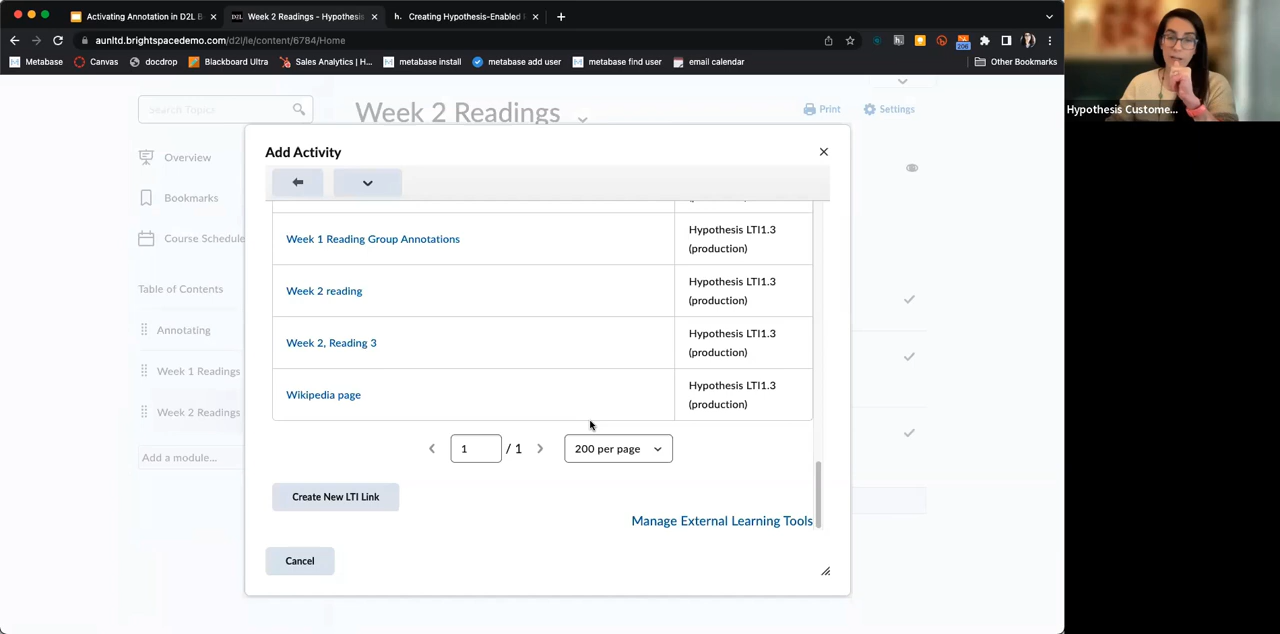 Activating Annotation in D2L B
Week 2 Readings - Hypothesis
h. Creating Hypothesis-Enabled
aunltd.brightspacedemo.com/d2l/le/content/6784/Home
206
Metabase
Canvas
docdrop
Blackboard Ultra
Sales Analytics | H...
metabase install
metabase add user
metabase find user
email calendar
Other Bookmarks
Search Topics
Week 2 Readings
Print
Settings
Overview
Bookmarks
Course Schedule
Table of Contents
Annotating
Week 1 Readings
Week 2 Readings
Add a module...
Add Activity
Week 1 Reading Group Annotations
Hypothesis LTI1.3
(production)
Week 2 reading
Hypothesis LTI1.3
(production)
Week 2, Reading 3
Hypothesis LTI1.3
(production)
Wikipedia page
Hypothesis LTI1.3
(production)
1 / 1
200 per page
Create New LTI Link
Manage External Learning Tools
Cancel
Hypothesis Custome...